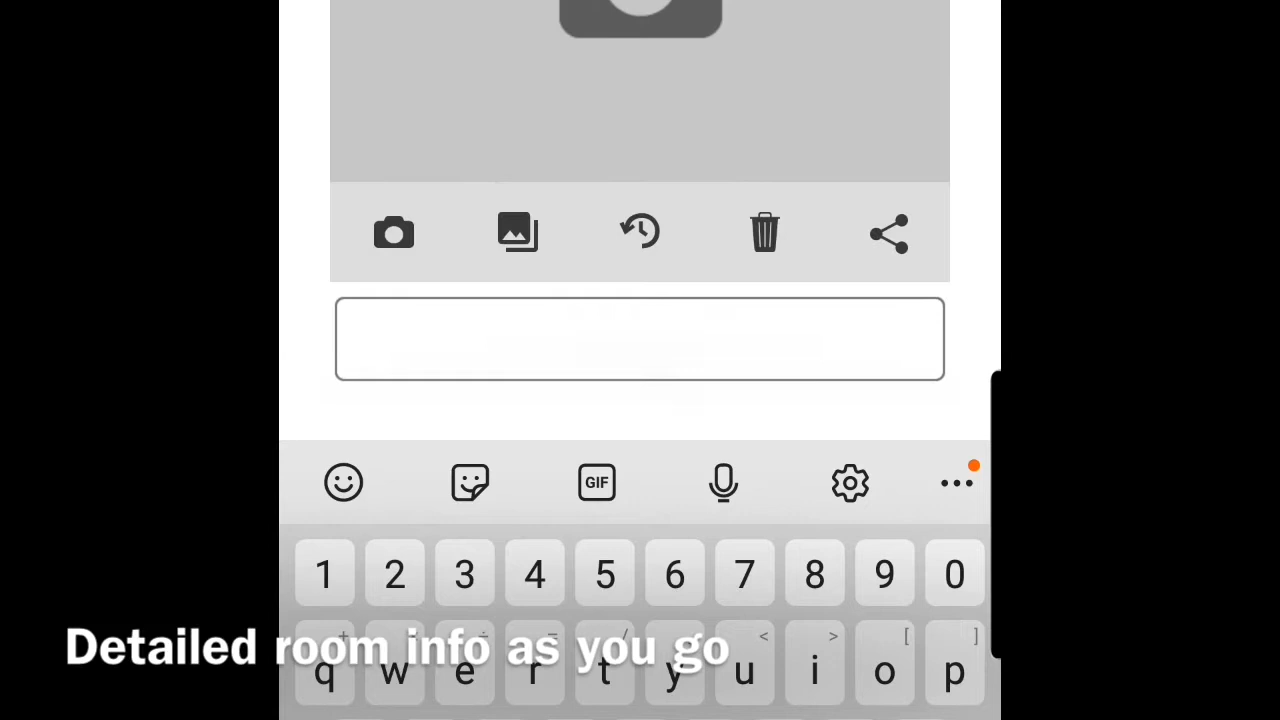 GIF
1 2 3 4 5 6 7 8 9 0
+ ÷ = / < > [ ]
q w e r t y u i o p
Detailed room info as you go